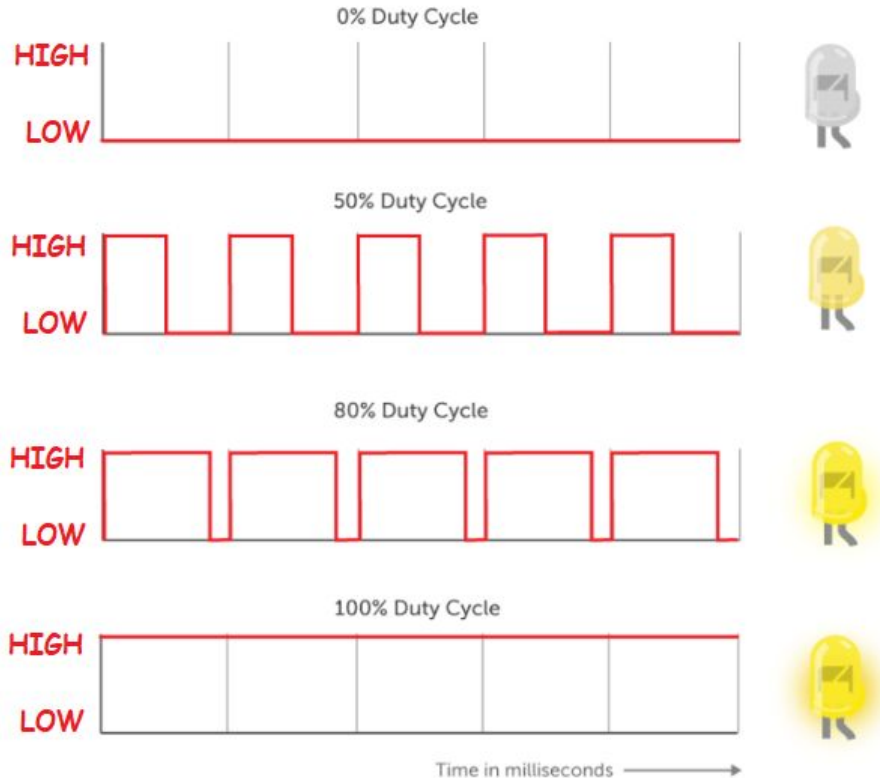 0% Duty Cycle
HIGH
LOW
50% Duty Cycle
HIGH
LOW
80% Duty Cycle
HIGH
LOW
100% Duty Cycle
HIGH
LOW
Time in milliseconds